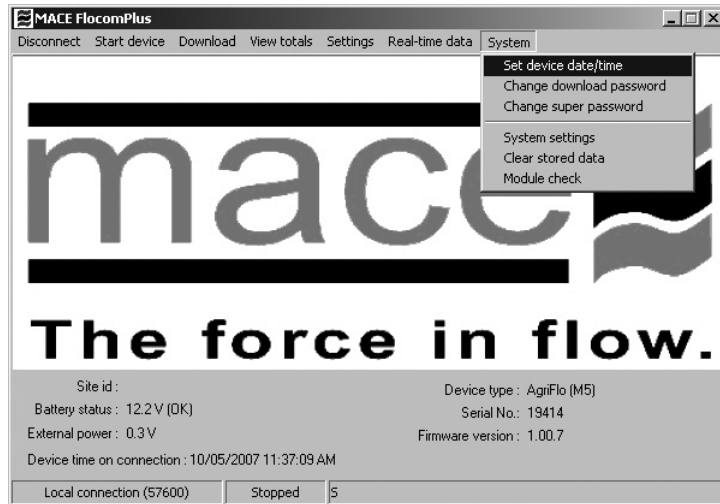 MACE FlocomPlus
Disconnect Start device Download View totals Settings Real-time data System
Set device date/time
Change download password
Change super password
System settings
Clear stored data
Module check
mace
The force in flow.
Site id :
Battery status : 12.2 V (OK)
External power : 0.3 V
Device time on connection : 10/05/2007 11:37:09 AM
Device type : AgriFlo (M5)
Serial No.: 19414
Firmware version : 1.00.7
Local connection (57600) Stopped S